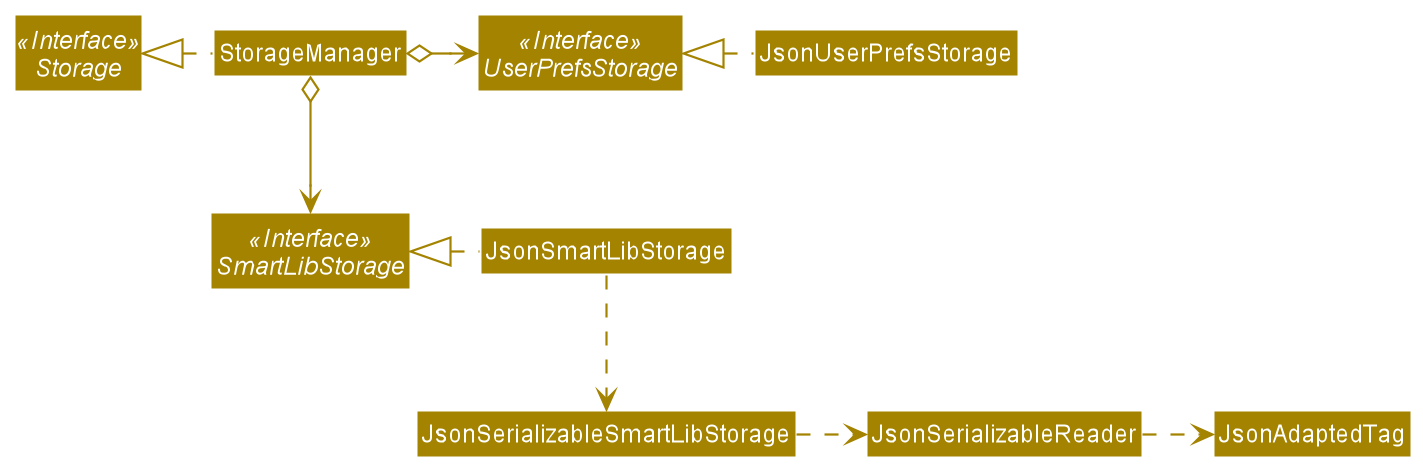 «Interface»
Storage
StorageManager
«Interface»
UserPrefsStorage
JsonUserPrefsStorage
«Interface»
SmartLibStorage
JsonSmartLibStorage
JsonSerializableSmartLibStorage
JsonSerializableReader
JsonAdaptedTag